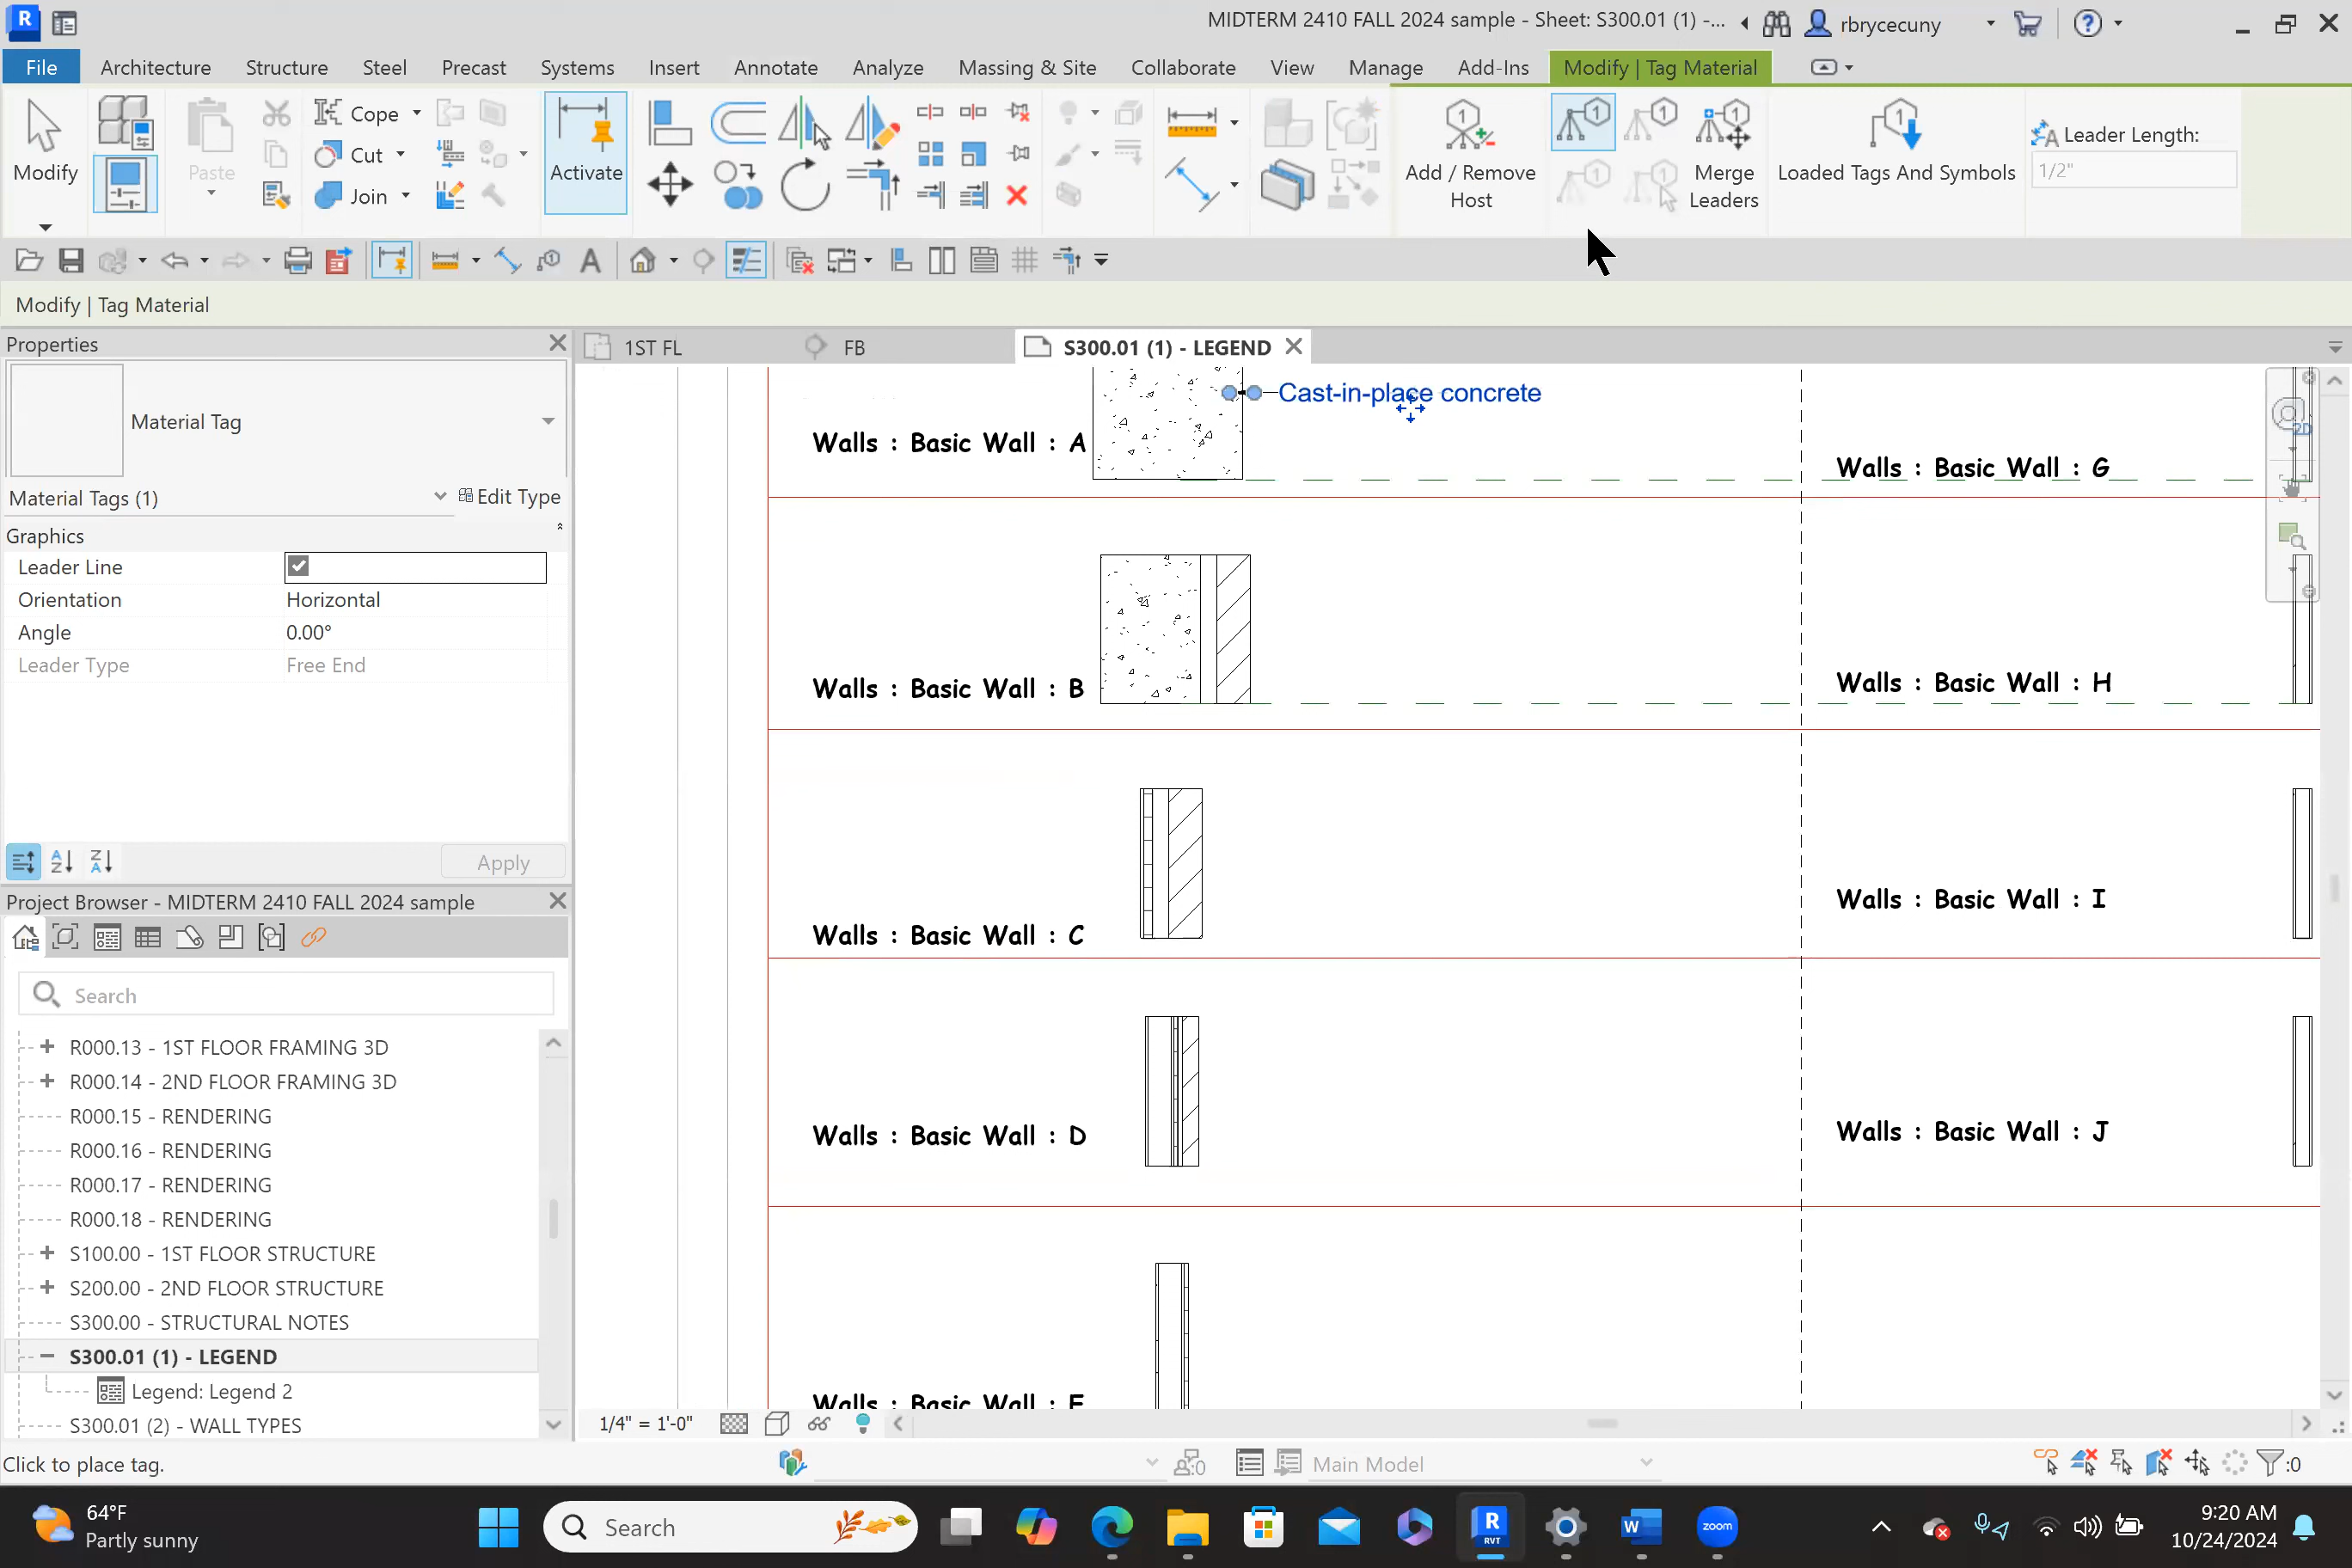 MIDTERM 2410 FALL 2024 sample - Sheet: S300.01 (1) -...
rbrycecuny
File Architecture Structure Steel Precast Systems Insert Annotate Analyze Massing & Site Collaborate View Manage Add-Ins Modify | Tag Material
Modify
Paste
Cope
Cut
Join
Activate
Add / Remove Host
Merge Leaders
Loaded Tags And Symbols
Leader Length:
1/2"
Modify | Tag Material
Properties
Material Tag
Material Tags (1)
Edit Type
Graphics
Leader Line
Orientation Horizontal
Angle 0.00°
Leader Type Free End
Apply
Project Browser - MIDTERM 2410 FALL 2024 sample
Search
R000.13 - 1ST FLOOR FRAMING 3D
R000.14 - 2ND FLOOR FRAMING 3D
R000.15 - RENDERING
R000.16 - RENDERING
R000.17 - RENDERING
R000.18 - RENDERING
S100.00 - 1ST FLOOR STRUCTURE
S200.00 - 2ND FLOOR STRUCTURE
S300.00 - STRUCTURAL NOTES
S300.01 (1) - LEGEND
Legend: Legend 2
S300.01 (2) - WALL TYPES
1ST FL
FB
S300.01 (1) - LEGEND
Cast-in-place concrete
Walls : Basic Wall : A
Walls : Basic Wall : G
Walls : Basic Wall : B
Walls : Basic Wall : H
Walls : Basic Wall : C
Walls : Basic Wall : I
Walls : Basic Wall : D
Walls : Basic Wall : J
Walls : Basic Wall : E
2D
1/4" = 1'-0"
Click to place tag.
:0
Main Model
:0
64°F
Partly sunny
Search
R
RVT
W
zoom
9:20 AM
10/24/2024